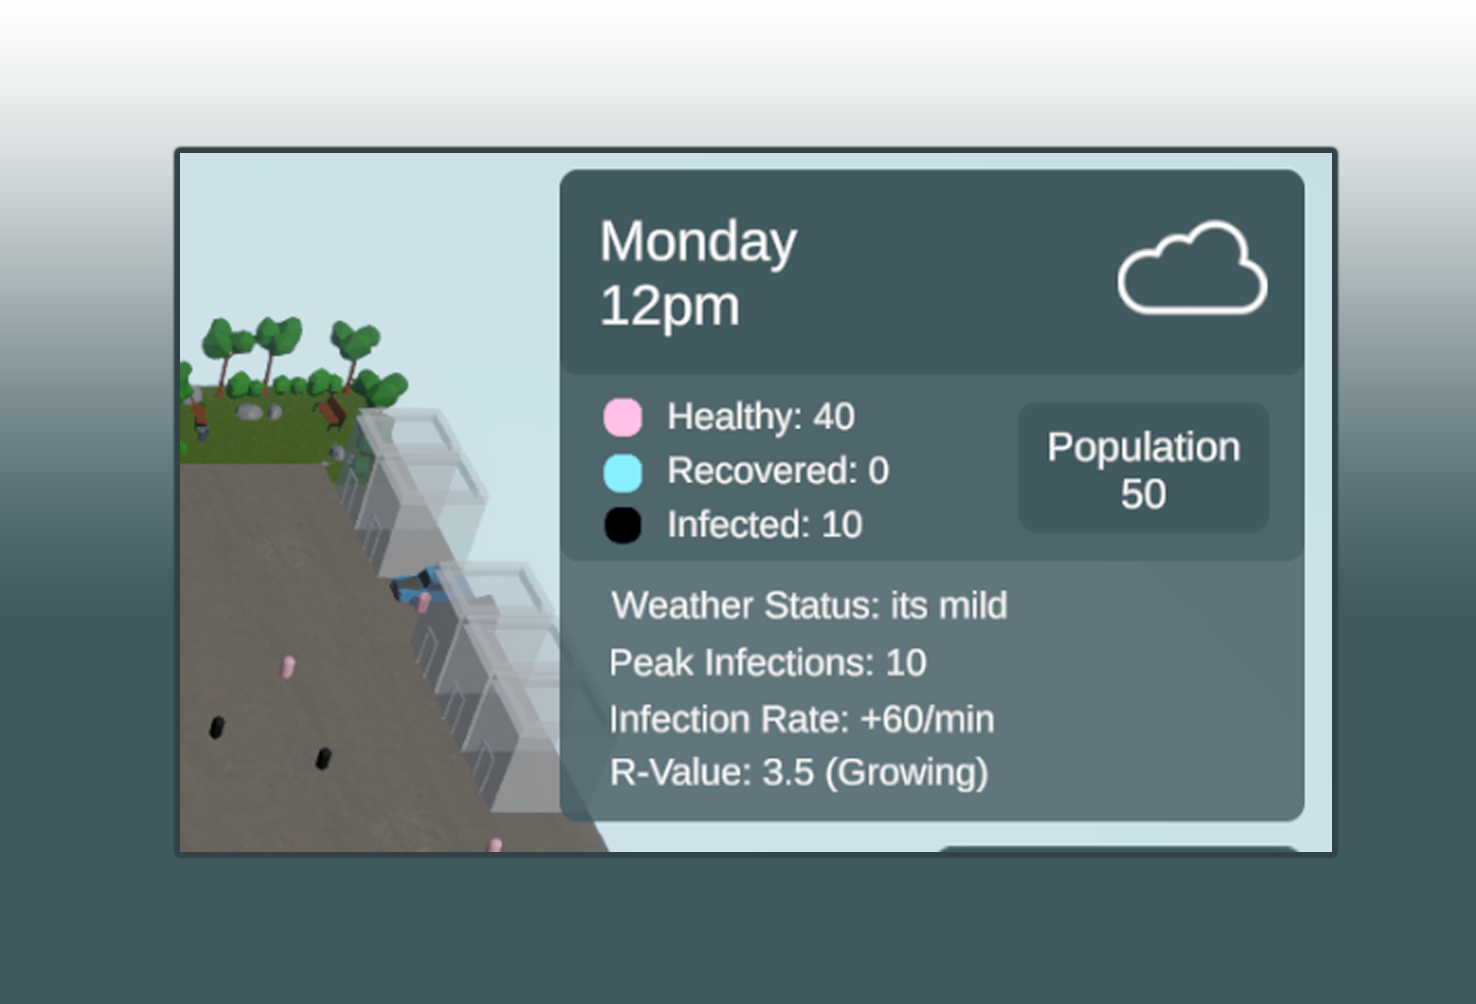 Monday
12pm
Healthy: 40
Recovered: 0
Infected: 10
Population
50
Weather Status: its mild
Peak Infections: 10
Infection Rate: +60/min
R-Value: 3.5 (Growing)